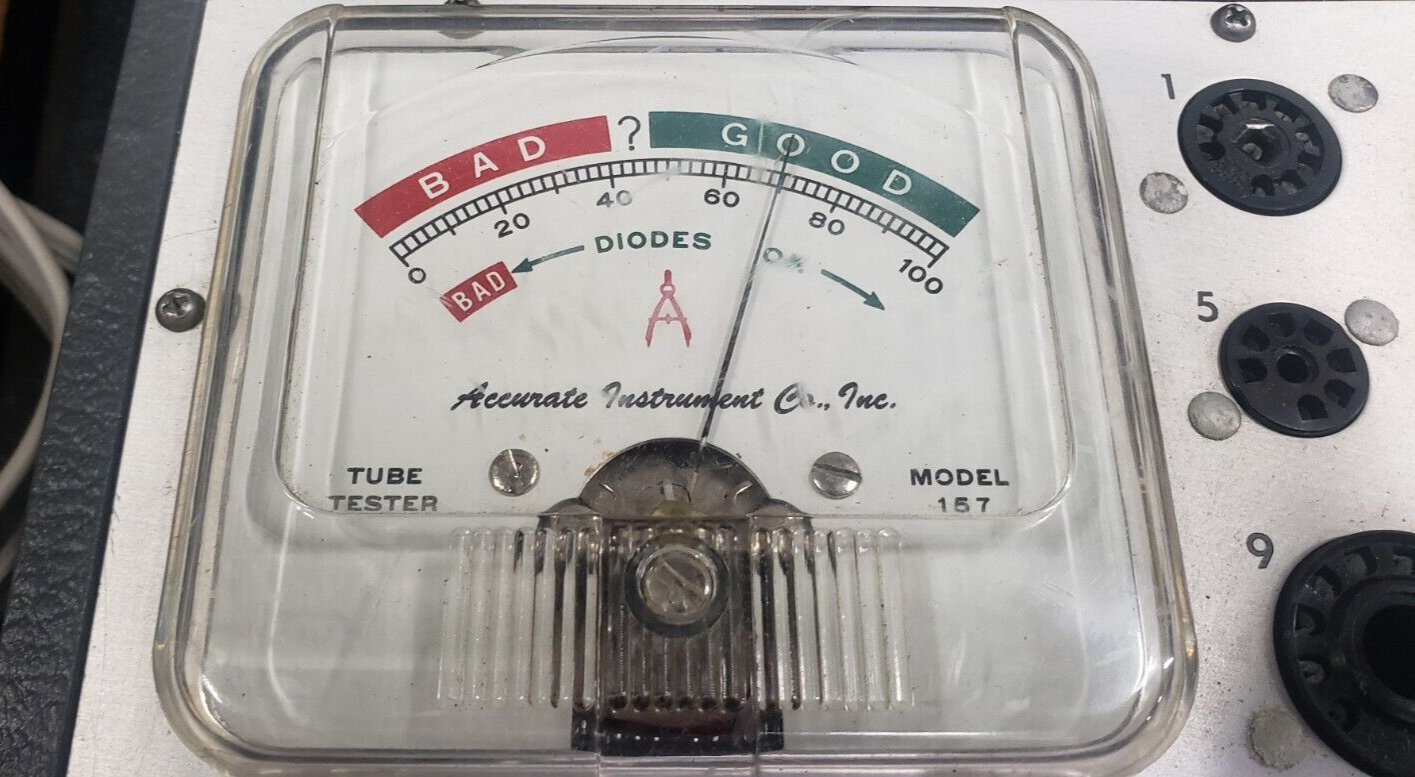 BAD ? GOOD
0 20 40 60 80 100
BAD DIODES
Accurate Instrument Co., Inc.
TUBE
TESTER
MODEL
157
1
5
9